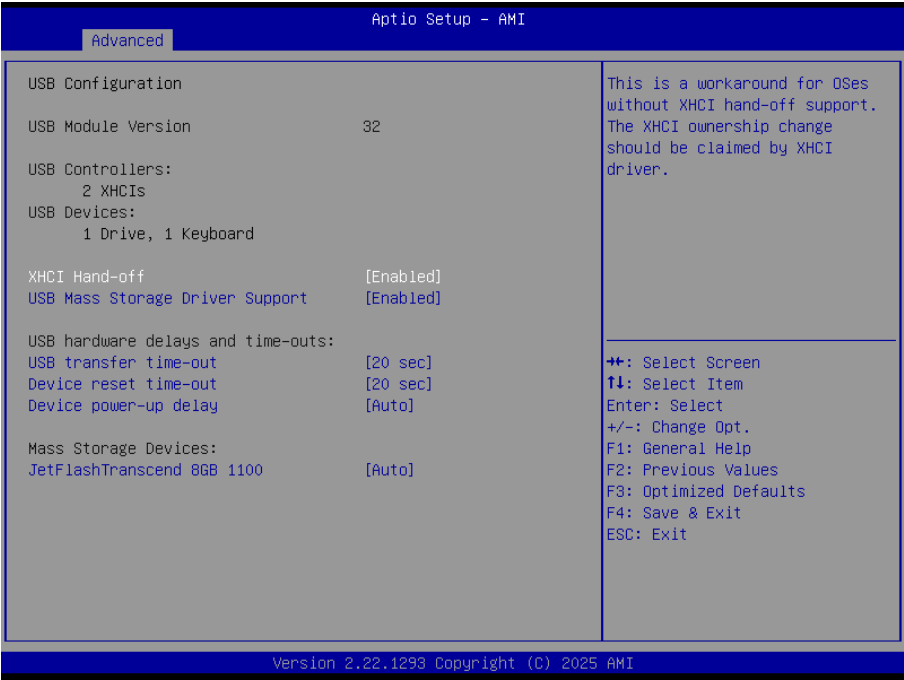 Aptio Setup – AMI
Advanced
USB Configuration
USB Module Version 32
USB Controllers:
2 XHCIs
USB Devices:
1 Drive, 1 Keyboard
XHCI Hand-off [Enabled]
USB Mass Storage Driver Support [Enabled]
USB hardware delays and time-outs:
USB transfer time-out [20 sec]
Device reset time-out [20 sec]
Device power-up delay [Auto]
Mass Storage Devices:
JetFlashTranscend 8GB 1100 [Auto]
This is a workaround for OSes
without XHCI hand-off support.
The XHCI ownership change
should be claimed by XHCI
driver.
→←: Select Screen
↑↓: Select Item
Enter: Select
+/-: Change Opt.
F1: General Help
F2: Previous Values
F3: Optimized Defaults
F4: Save & Exit
ESC: Exit
Version 2.22.1293 Copyright (C) 2025 AMI